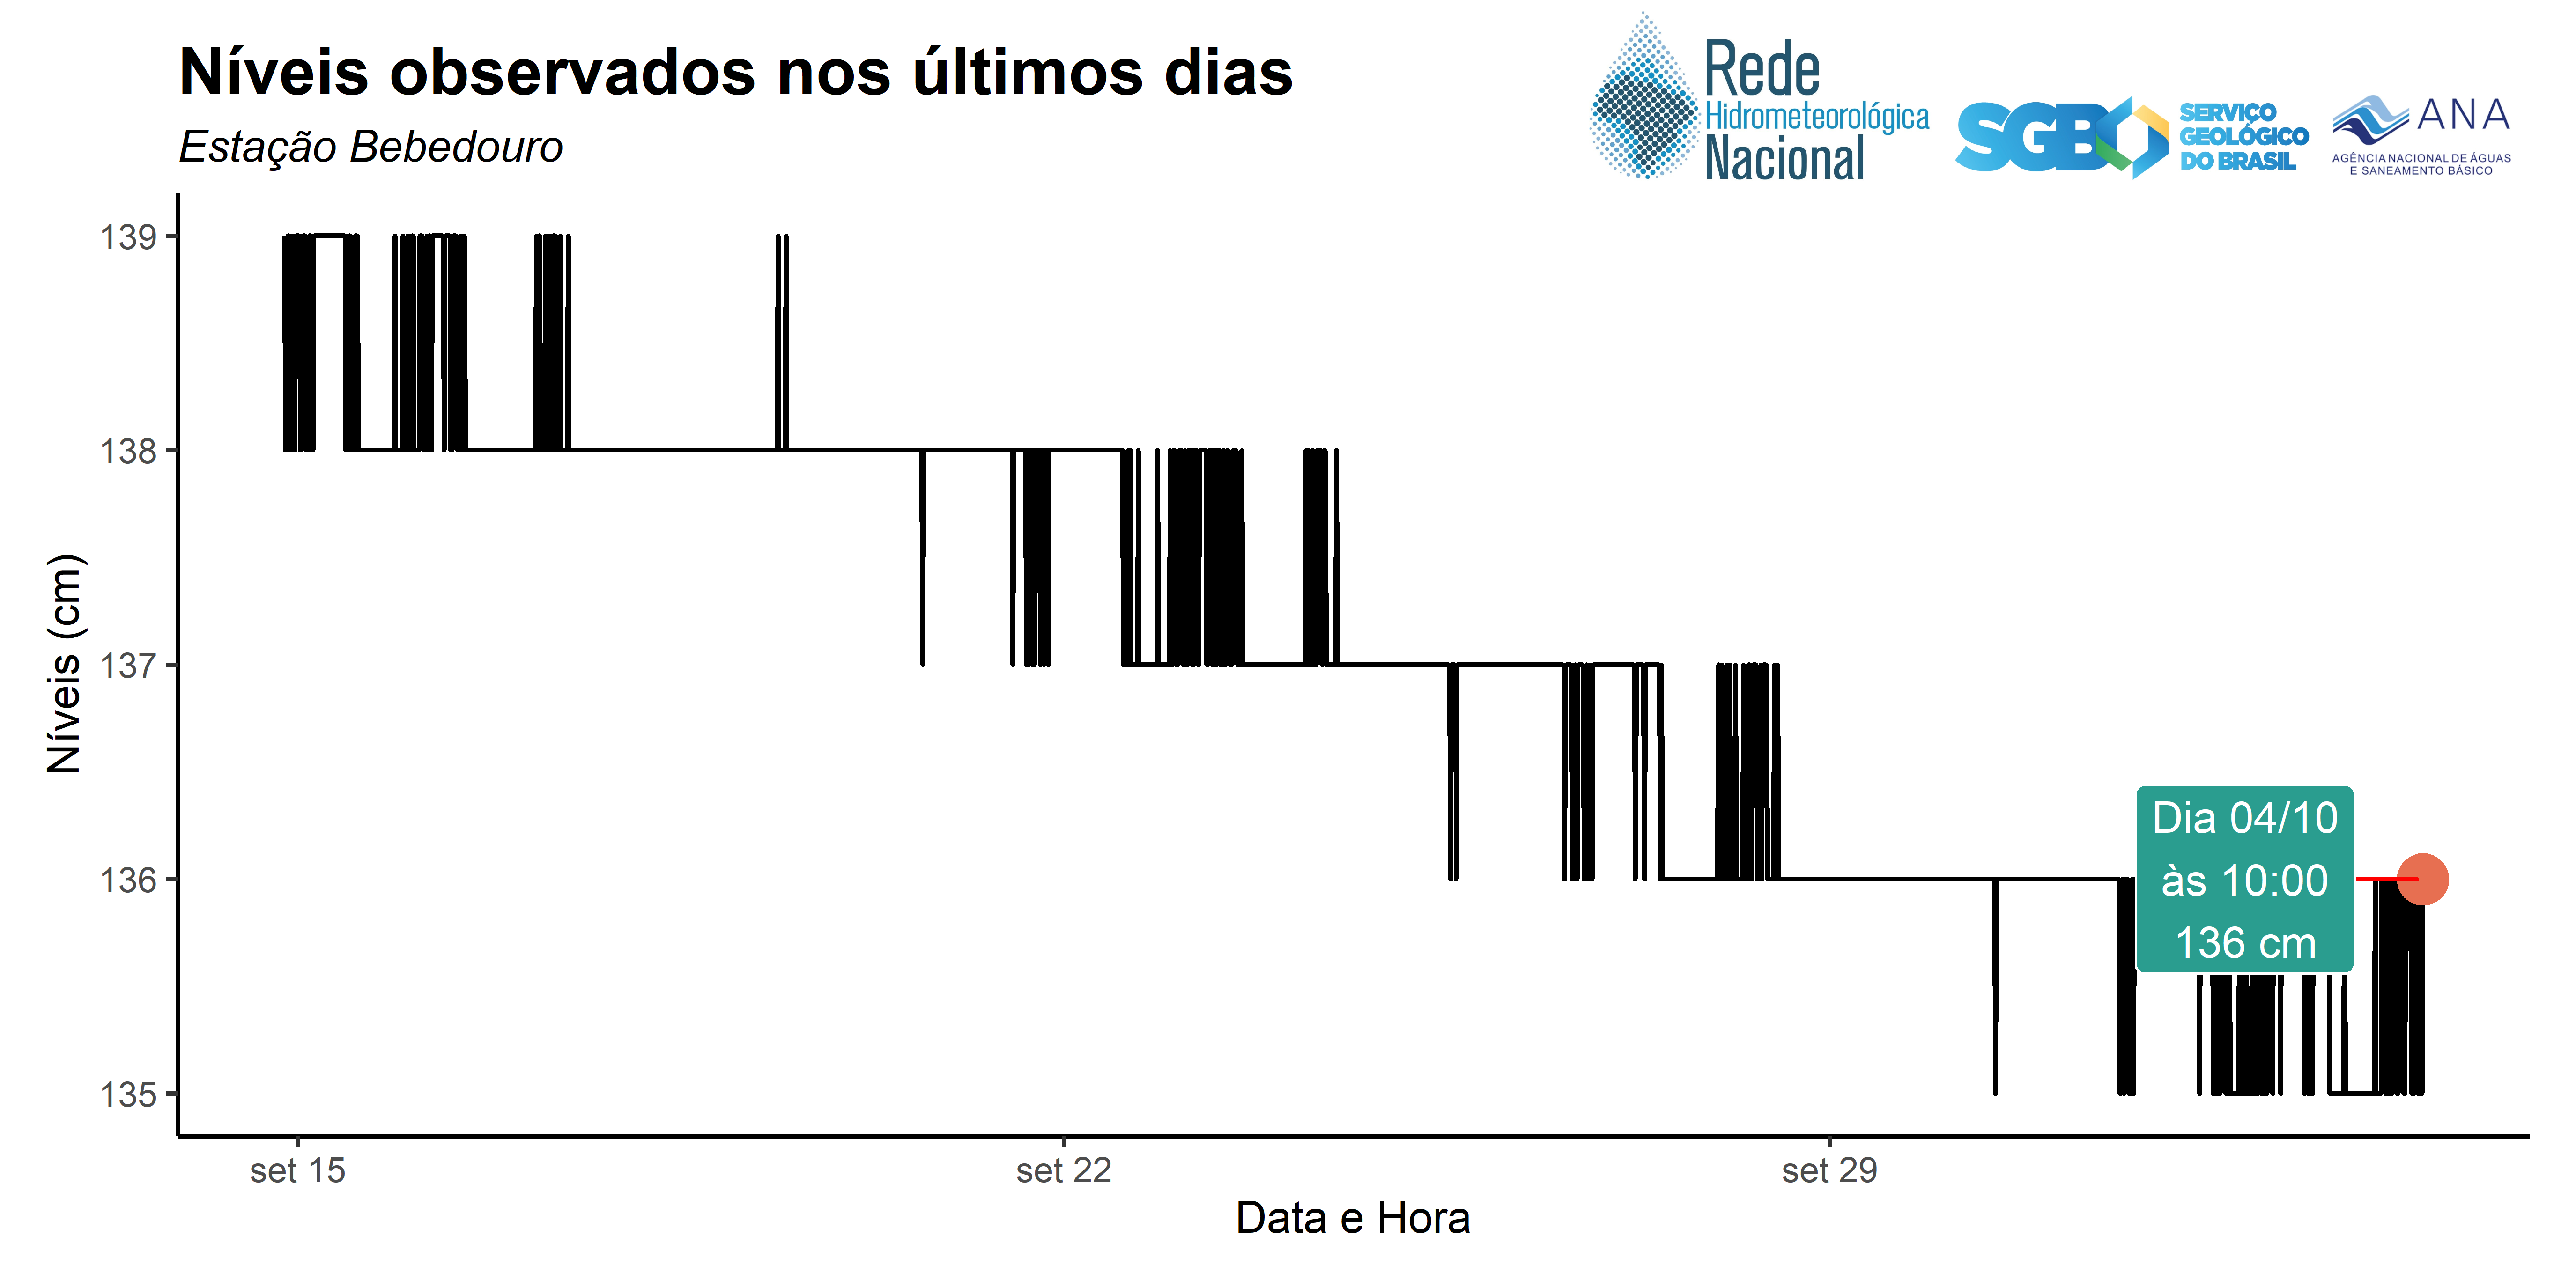 Níveis observados nos últimos dias
Estação Bebedouro
Rede
Hidrometeorológica
Nacional
SGB
SERVIÇO
GEOLÓGICO
DO BRASIL
ANA
AGÊNCIA NACIONAL DE ÁGUAS
E SANEAMENTO BÁSICO
Níveis (cm)
139
138
137
136
135
Dia 04/10
às 10:00
136 cm
set 15
set 22
set 29
Data e Hora